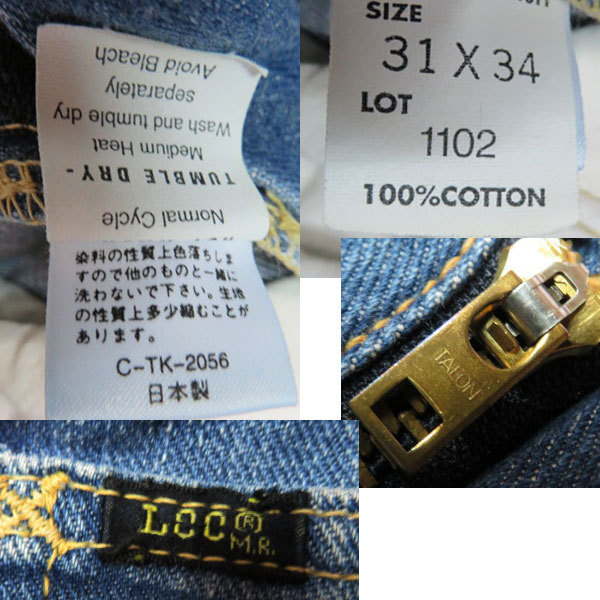 Normal Cycle
TUMBLE DRY -
Medium Heat
Wash and tumble dry
separately
Avoid Bleach
染料の性質上色落ちしま
すので他のものと一緒に
洗わないで下さい。生地
の性質上多少縮むことが
あります。
C-TK-2056
日本製
SIZE
31 X 34
LOT
1102
100%COTTON
TALON
LEE®
M.R.